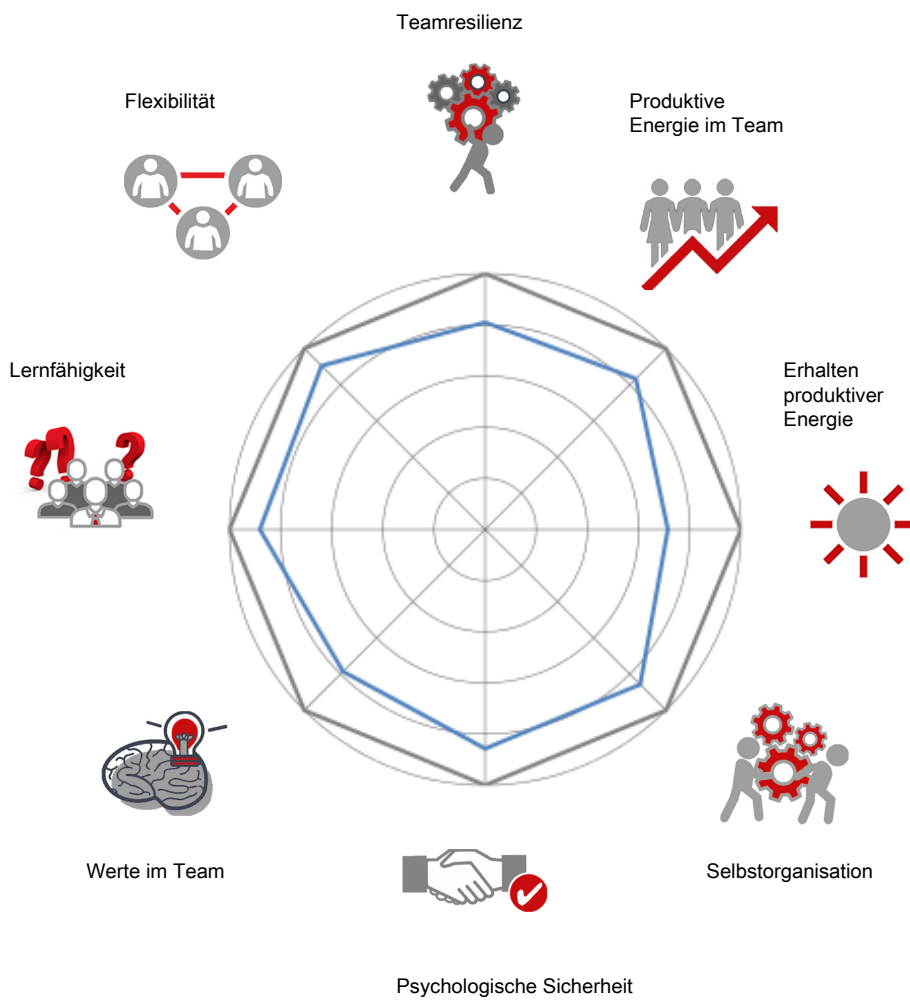 Teamresilienz
Flexibilität
Produktive
Energie im Team
Lernfähigkeit
Erhalten
produktiver
Energie
Werte im Team
Selbstorganisation
Psychologische Sicherheit